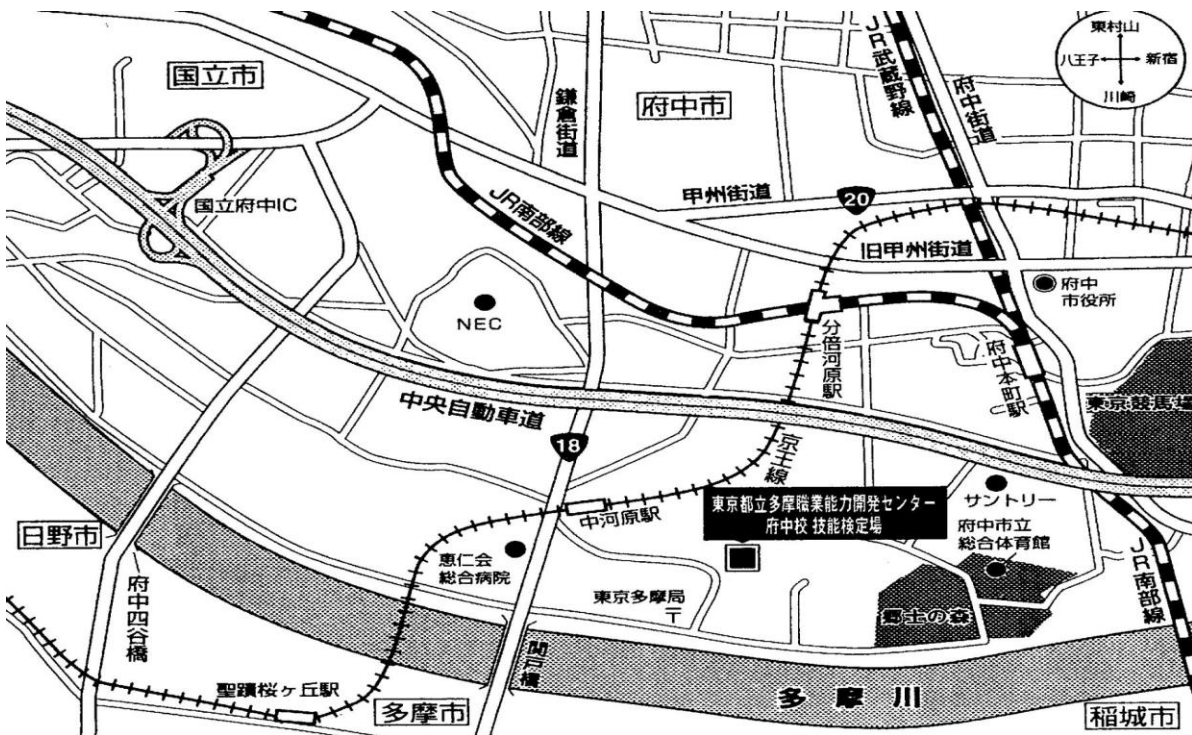 東村山
八王子
新宿
川崎
国立市
府中市
鎌倉街道
JR武蔵野線
府中街道
国立府中IC
JR南部線
甲州街道
20
旧甲州街道
府中
市役所
NEC
分倍河原駅
府中本町駅
東京競馬場
中央自動車道
18
京王線
サントリー
東京都立多摩職業能力開発センター
府中校 技能検定場
府中市立
総合体育館
中河原駅
日野市
恵仁会
総合病院
東京多摩局
〒
郷土の森
JR南部線
府中四谷橋
関戸橋
聖蹟桜ヶ丘駅
多摩市
多摩川
稲城市